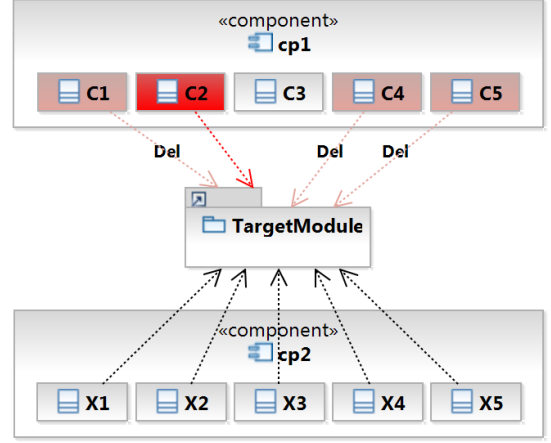 «component»
cp1
C1 C2 C3 C4 C5
Del Del Del
TargetModule
«component»
cp2
X1 X2 X3 X4 X5